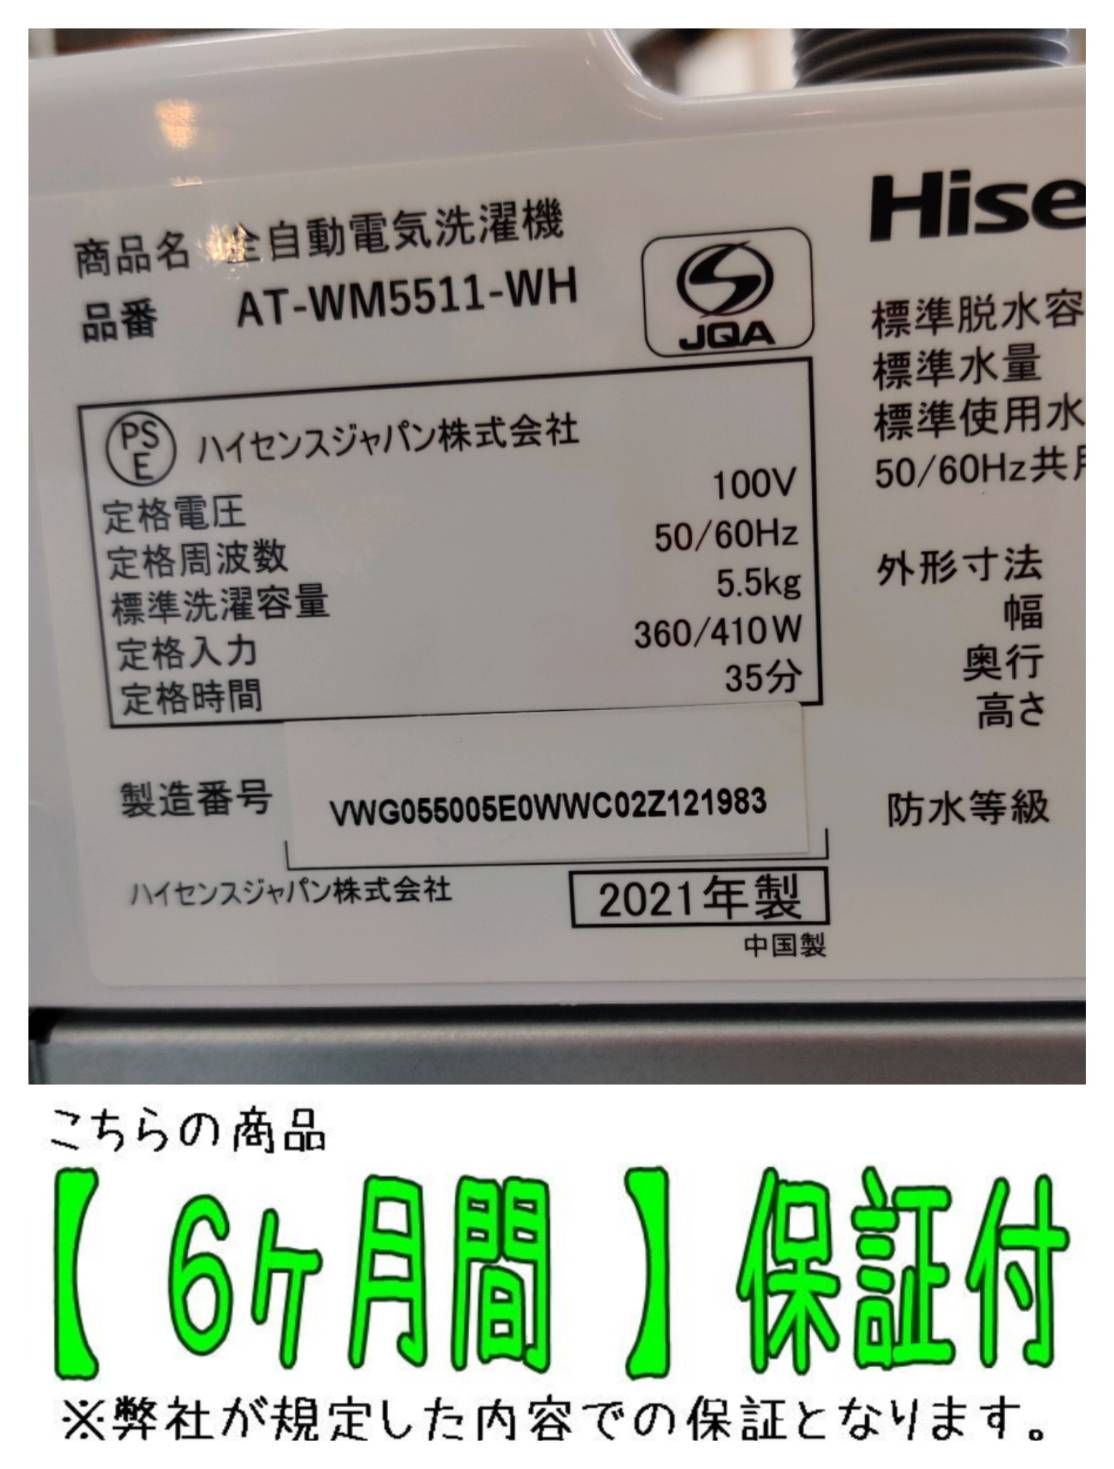 商品名 全自動電気洗濯機
品番 AT-WM5511-WH
JQA
Hise
PS
E
ハイセンスジャパン株式会社
定格電圧 100V
定格周波数 50/60Hz
標準洗濯容量 5.5kg
定格入力 360/410W
定格時間 35分
製造番号 VWG055005E0WWC02Z121983
ハイセンスジャパン株式会社
2021年製
中国製
標準脱水容
標準水量
標準使用水
50/60Hz共用
外形寸法
幅
奥行
高さ
防水等級
こちらの商品
【6ヶ月間】保証付
※弊社が規定した内容での保証となります。